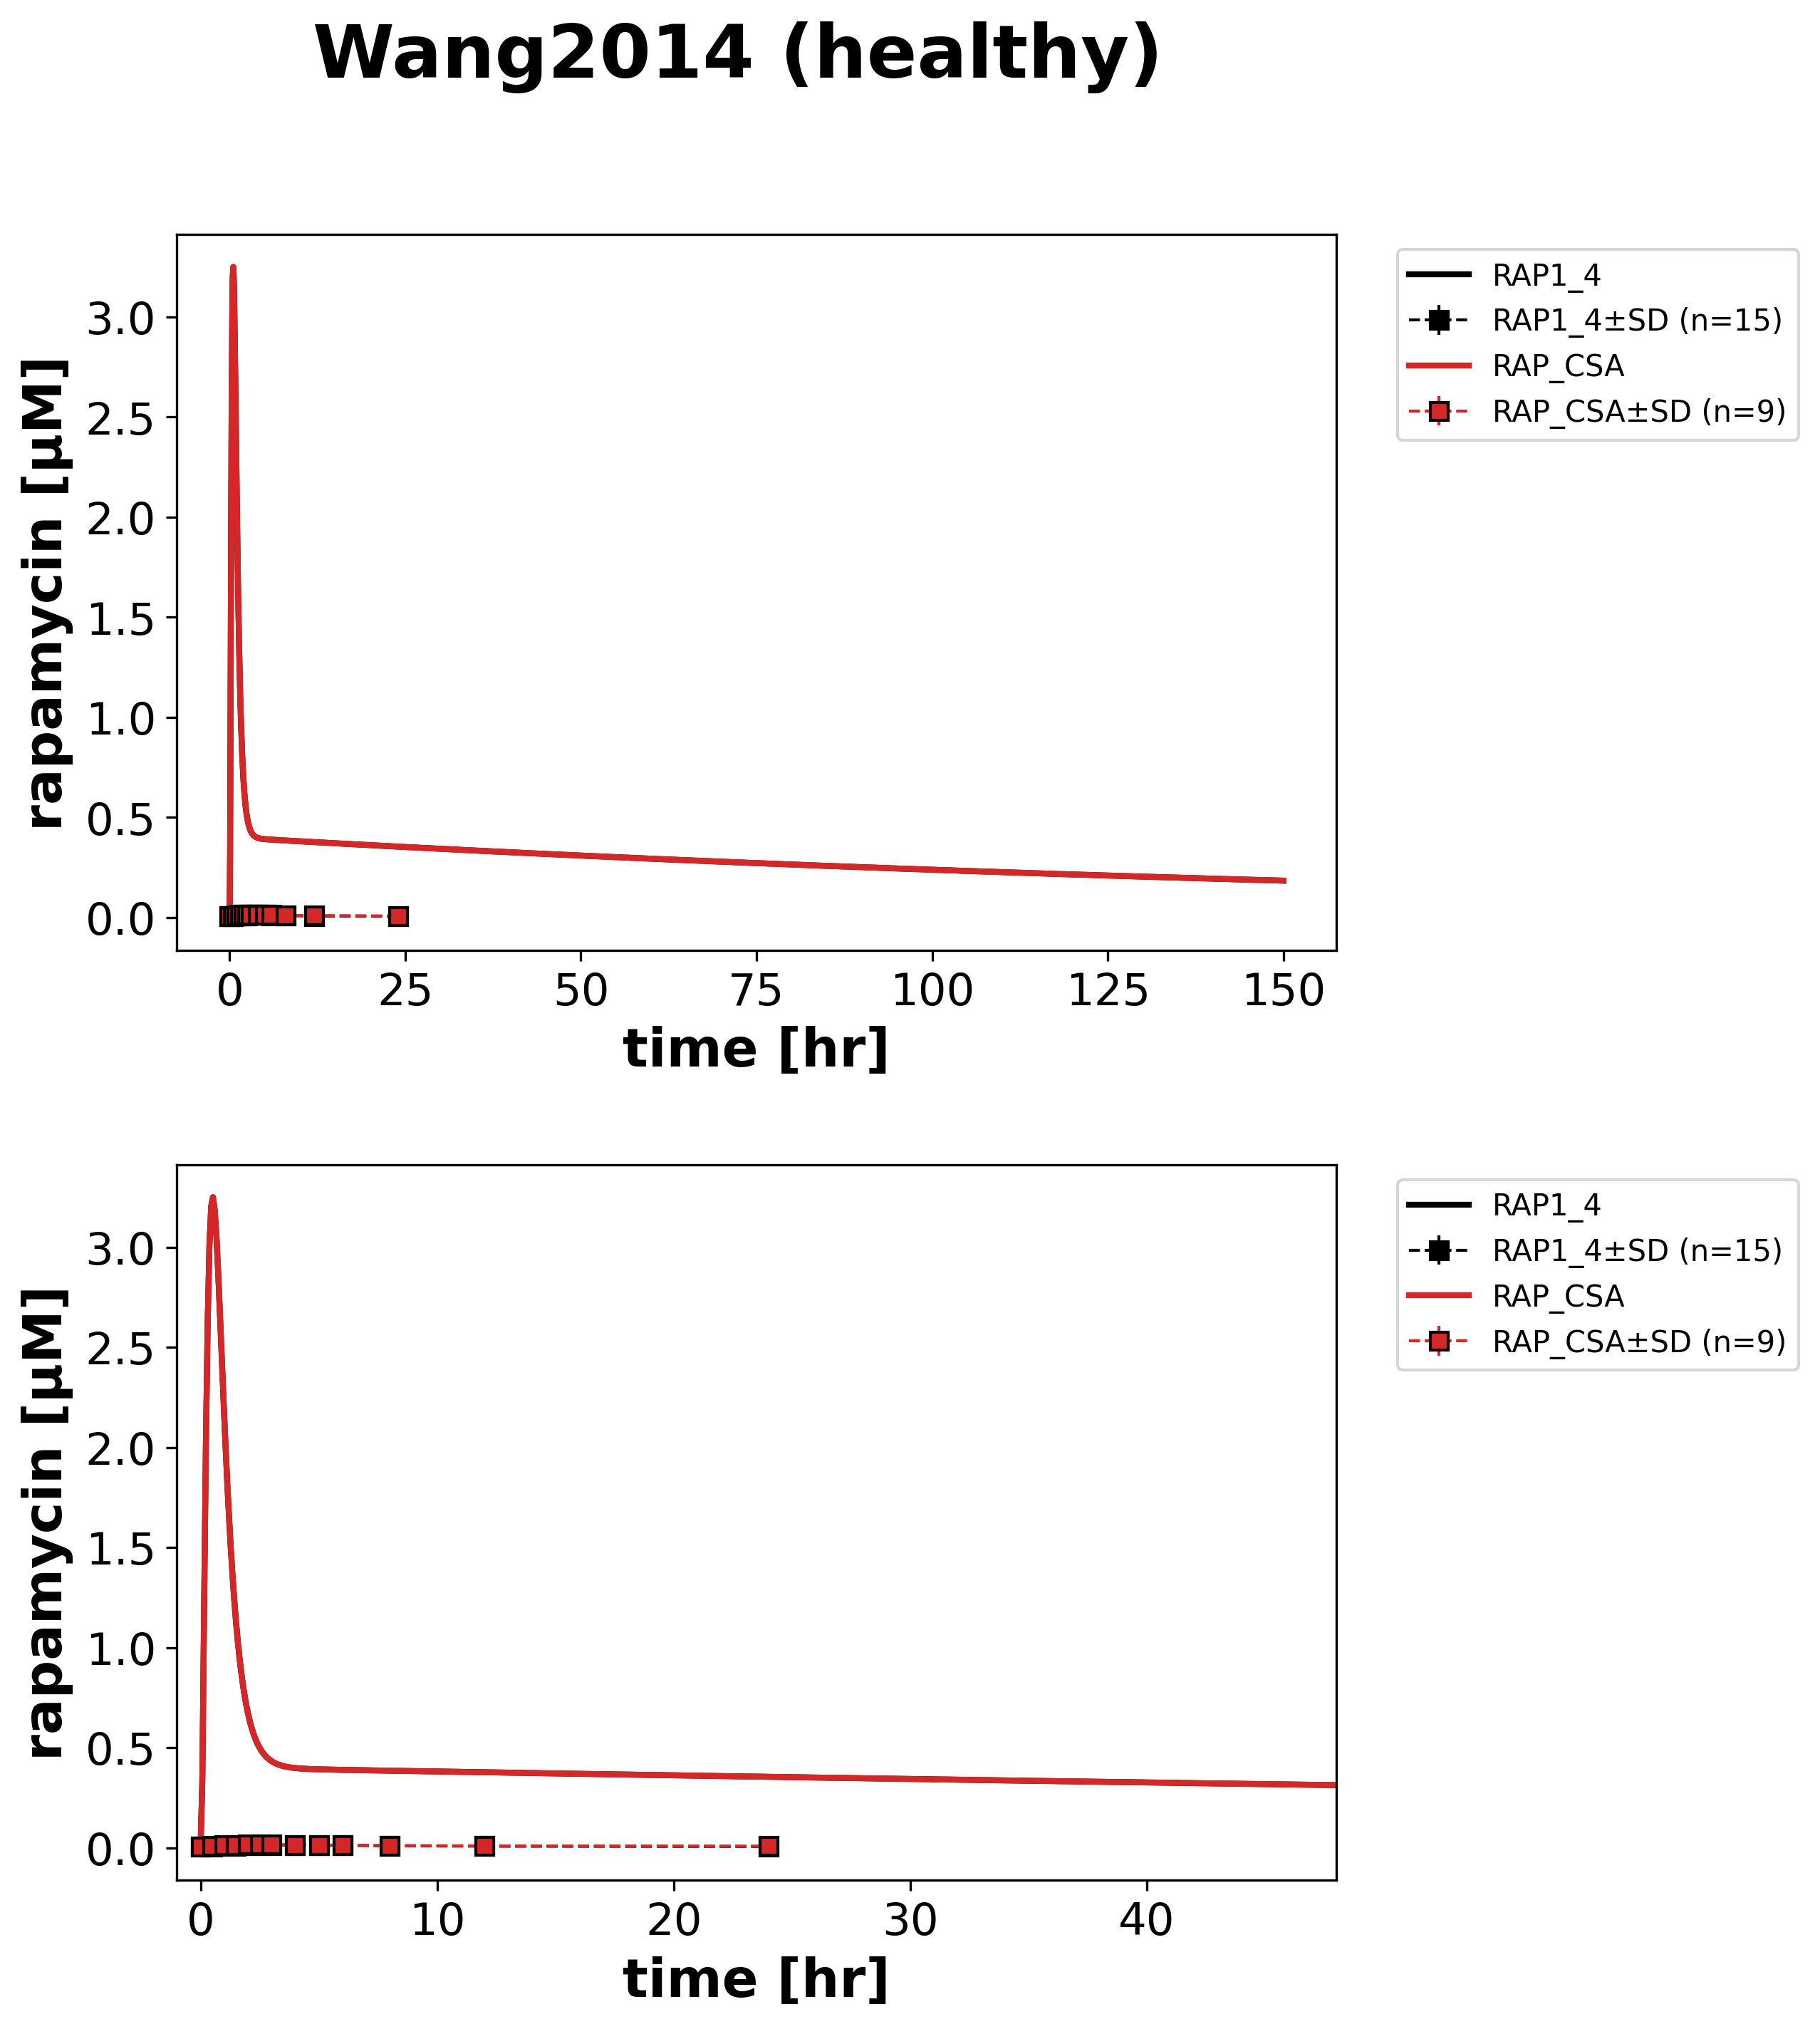 Wang2014 (healthy)
rapamycin [µM]
3.0
2.5
2.0
1.5
1.0
0.5
0.0
0 25 50 75 100 125 150
time [hr]
RAP1_4
RAP1_4±SD (n=15)
RAP_CSA
RAP_CSA±SD (n=9)
rapamycin [µM]
3.0
2.5
2.0
1.5
1.0
0.5
0.0
0 10 20 30 40
time [hr]
RAP1_4
RAP1_4±SD (n=15)
RAP_CSA
RAP_CSA±SD (n=9)